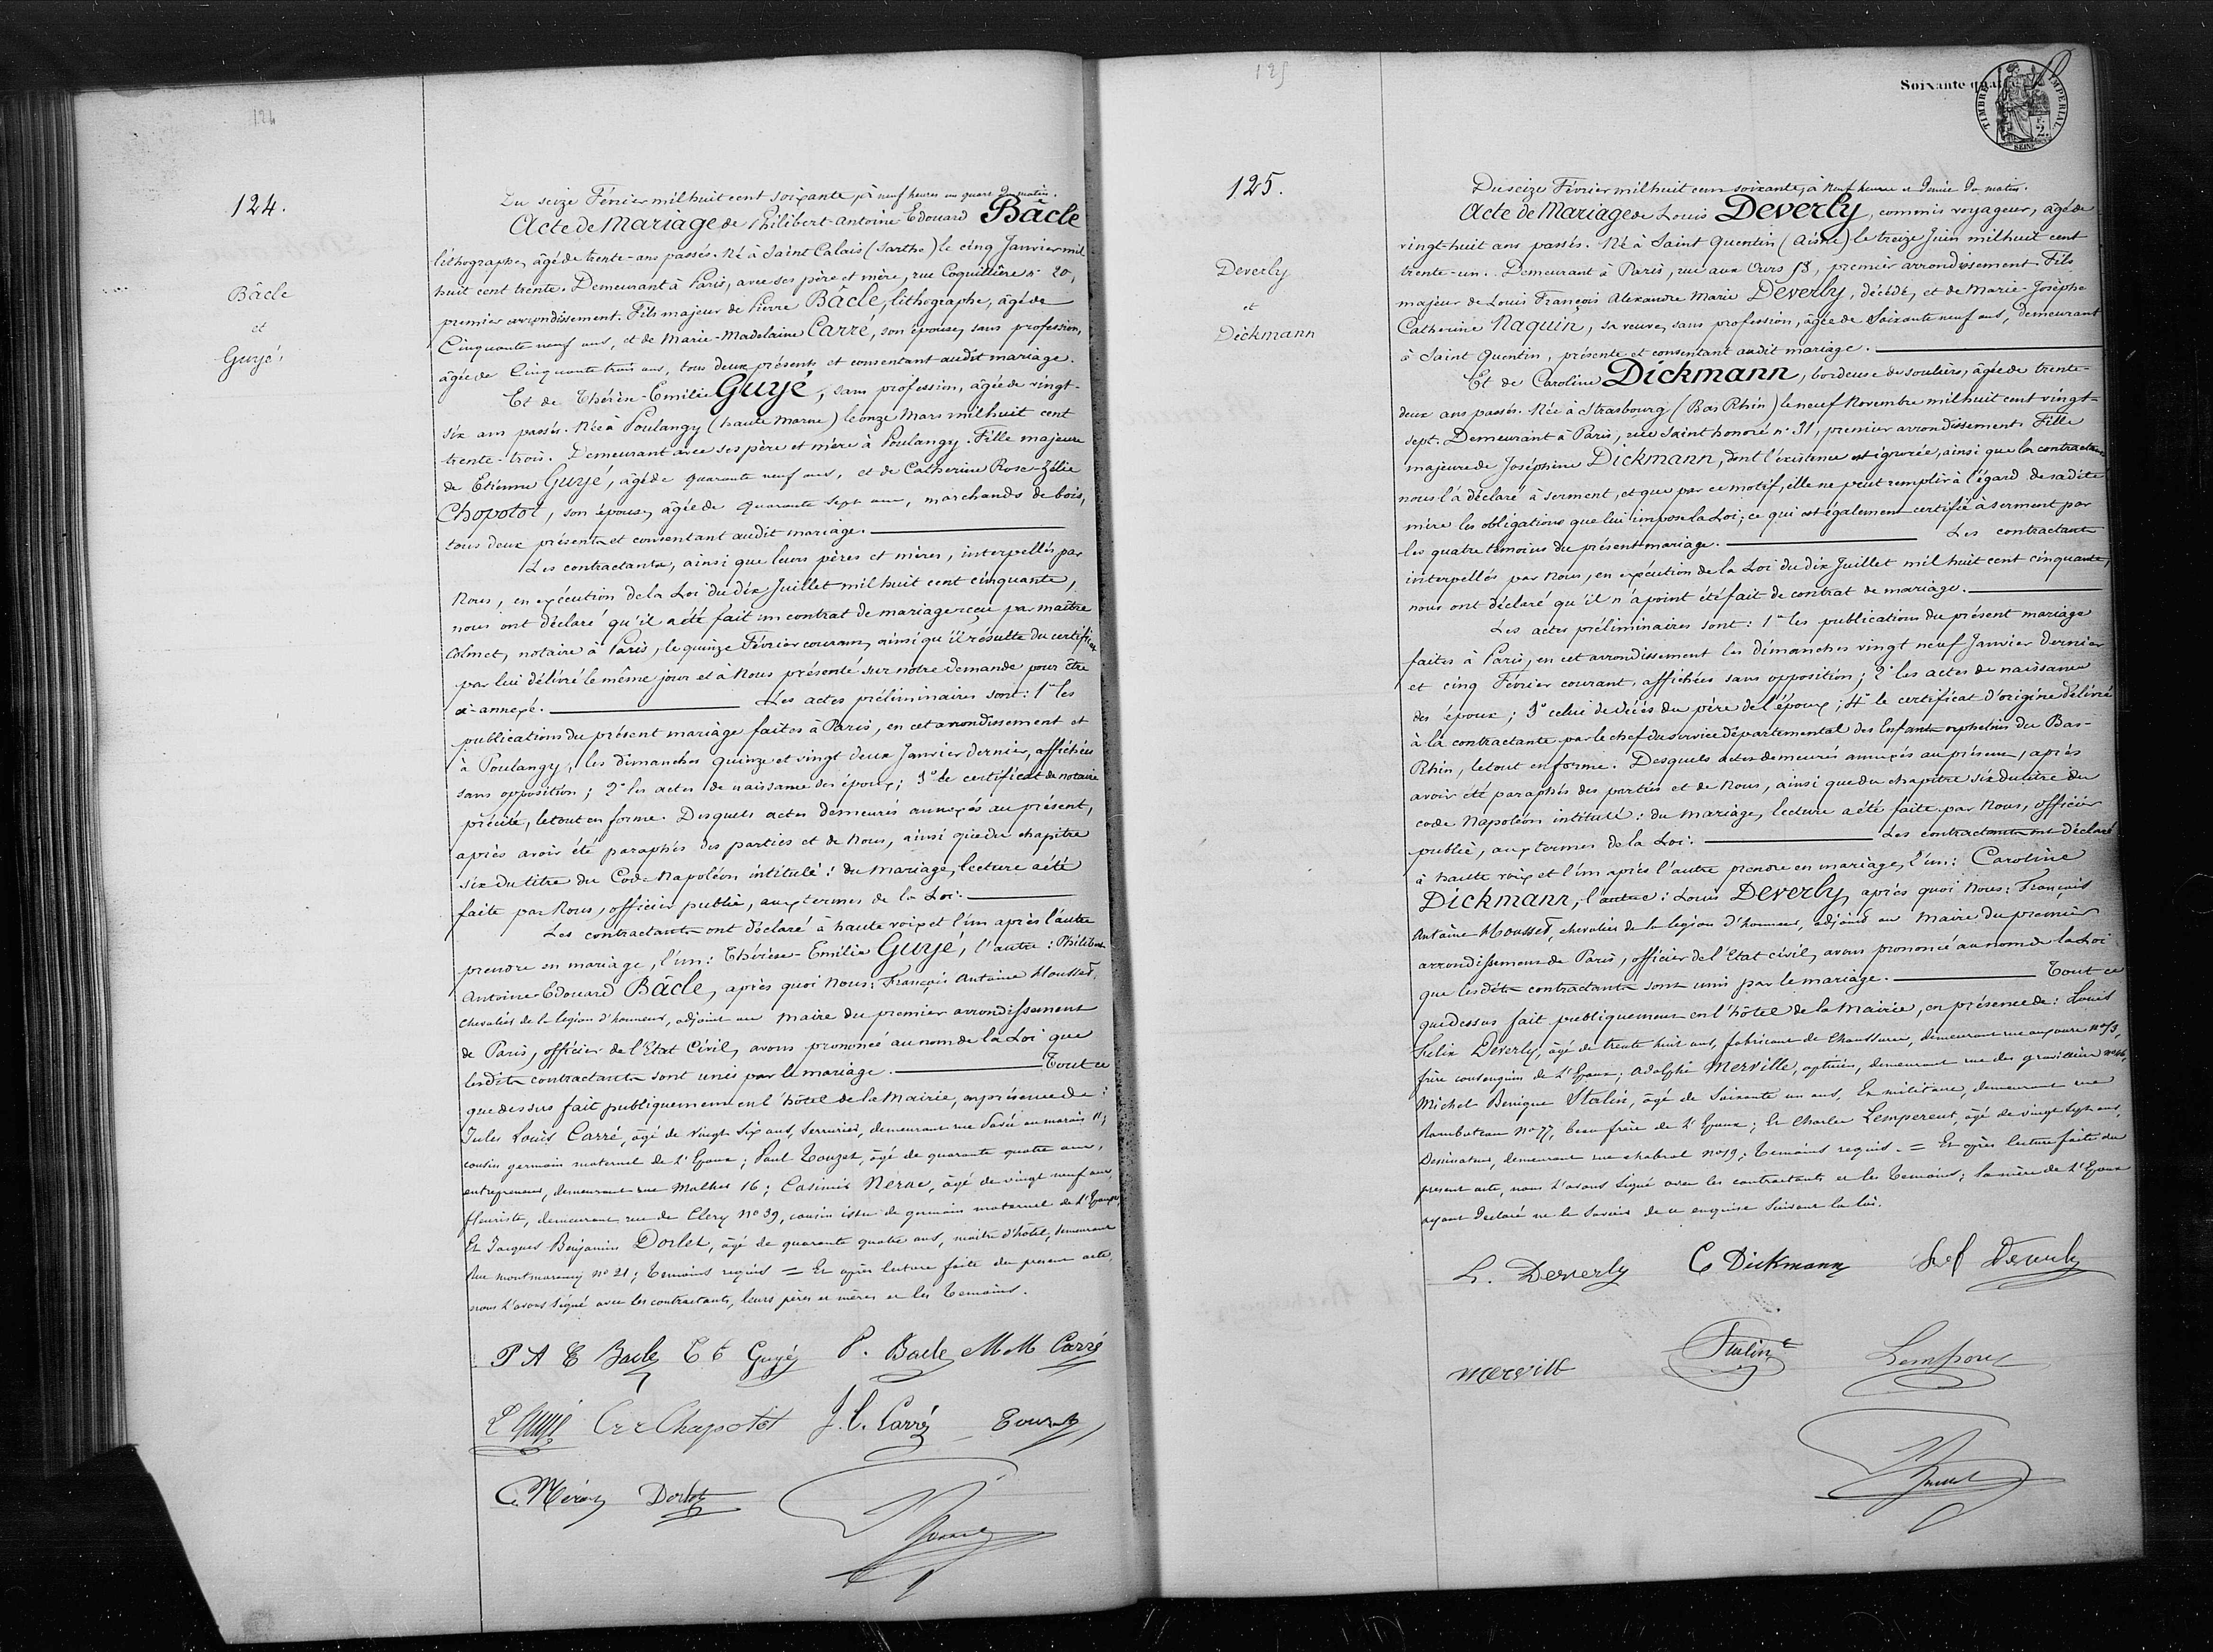 124
124.
Bâcle
et
Guyé
Du seize Février mil huit cent soixante, à neuf heures un quart du matin.
Acte de Mariage de Philibert-Antoine Edouard Bâcle
lithographe, âgé de trente-ans passés. Né à Saint Calais (Sarthe) le cinq Janvier mil
huit cent trente. Demeurant à Paris, avec ses père et mère, rue Coquillière n° 20,
premier arrondissement. Fils majeur de Pierre Bâcle, lithographe, âgé de
Cinquante neuf ans, et de Marie-Madelaine Carré, son épouse, sans profession,
âgée de Cinquante trois ans, tous deux présents et consentant audit mariage.
Et de Thérèse-Emilie Guyé, sans profession, âgée de vingt-
six ans passés. Née à Poulangy (haute Marne) le onze Mars mil huit cent
trente-trois. Demeurant avec ses père et mère à Poulangy. Fille majeure
de Etienne Guyé, âgé de quarante neuf ans, et de Catherine Rose-Zélie
Chopotot, son épouse, âgée de quarante sept ans, marchands de bois,
tous deux présents et consentant audit mariage.
Les contractants, ainsi que leurs pères et mères, interpellés par
Nous, en exécution de la Loi du dix Juillet mil huit cent cinquante,
nous ont déclaré qu'il a été fait un contrat de mariage reçu par maître
Colmet, notaire à Paris, le quinze Février courant, ainsi qu'il résulte du certificat
par lui délivré le même jour et à Nous présenté sur notre demande pour être
ci-annexé. Les actes préliminaires sont: 1° les
publications du présent mariage faites à Paris, en cet arrondissement et
à Poulangy, les dimanches quinze et vingt deux Janvier dernier, affichées
sans opposition; 2° les actes de naissance des époux; 3° le certificat de notaire
précité, le tout en forme. Desquels actes demeurés annexés au présent,
après avoir été paraphés des parties et de Nous, ainsi que du chapitre
six du titre du Code Napoléon intitulé: du Mariage, lecture a été
faite par Nous, officier public, aux termes de la Loi.
Les contractants ont déclaré à haute voix et l'un après l'autre
prendre en mariage, l'un: Thérèse-Emilie Guyé, l'autre: Philibert
Antoine-Edouard Bâcle, après quoi Nous: François Antoine Housset,
chevalier de la légion d'honneur, adjoint au Maire du premier arrondissement
de Paris, officier de l'Etat Civil, avons prononcé au nom de la Loi que
lesdits contractants sont unis par le mariage. Tout ce
que dessus fait publiquement en l'hôtel de la Mairie, en présence de:
Jules Louis Carré, âgé de vingt six ans, serrurier, demeurant rue Pavée au marais 11;
cousin germain maternel de l'Epoux; Paul Touzet, âgé de quarante quatre ans,
entrepreneur, demeurant rue Malher 16; Casimir Nérac, âgé de vingt neuf ans,
fleuriste, demeurant rue de Clery N° 39, cousin issu de germain maternel de l'Epoux;
Et Jacques Benjamin Dorlet, âgé de quarante quatre ans, maître d'hôtel, demeurant
Rue Montmorency n° 21; Temoins requis = Et après lecture faite du present acte,
nous l'avons signé avec les contractants, leurs pères et mères et les temoins.
P A E Bacle T E Guyé P. Bacle M M Carré
E Guyé C r z Chopotot J. L. Carré Touzet
C. Nérac Dorlet
Housset
125
Soixante quat
TIMBRE IMPERIAL
2.
SEINE
125.
Deverly
et
Dickmann
Du seize Février mil huit cent soixante, à neuf heures et demie du matin.
Acte de Mariage de Louis Deverly, commis voyageur, âgé de
vingt-huit ans passés. Né à Saint Quentin (Aisne) le treize Juin mil huit cent
trente-un. Demeurant à Paris, rue aux Ours 53, premier arrondissement. Fils
majeur de Louis François Alexandre Marie Deverly, décédé, et de Marie-Josèphe
Catherine Naquin, sa veuve, sans profession, âgée de Soixante neuf ans, demeurant
à Saint Quentin, présente et consentant audit mariage.
Et de Caroline Dickmann, bordeuse de souliers, âgée de trente-
deux ans passés. Née à Strasbourg (Bas Rhin) le neuf Novembre mil huit cent vingt-
sept. Demeurant à Paris, rue Saint honoré n° 31, premier arrondissement. Fille
majeure de Joséphine Dickmann, dont l'existence est ignorée, ainsi que la contractante
nous l'a déclaré à serment, et que par ce motif, elle ne peut remplir à l'égard de sadite
mère les obligations que lui impose la Loi; ce qui est également certifié à serment par
les quatre témoins du présent mariage. Les contractants
interpellés par Nous, en exécution de la Loi du dix Juillet mil huit cent cinquante,
nous ont déclaré qu'il n'a point été fait de contrat de mariage.
Les actes préliminaires sont: 1° les publications du présent mariage
faites à Paris, en cet arrondissement les dimanches vingt neuf Janvier dernier
et cinq Février courant, affichées sans opposition; 2° les actes de naissance
des époux; 3° celui de décès du père de l'époux; 4° le certificat d'origine délivré
à la contractante par le chef du service départemental des Enfants orphelins du Bas-
Rhin, le tout en forme. Desquels actes demeurés annexés au présent, après
avoir été paraphés des parties et de Nous, ainsi que du chapitre six du titre du
code Napoléon intitulé: du mariage, lecture a été faite par Nous, officier
public, aux termes de la Loi. Les contractants ont déclaré
à haute voix et l'un après l'autre prendre en mariage, l'un: Caroline
Dickmann, l'autre: Louis Deverly, après quoi Nous: François
Antoine Housset, chevalier de la légion d'honneur, adjoint au Maire du premier
arrondissement de Paris, officier de l'Etat civil, avons prononcé au nom de la Loi
que lesdits contractants sont unis par le mariage. Tout ce
que dessus fait publiquement en l'hôtel de la Mairie, en présence de: Louis
Félix Deverly, âgé de trente huit ans, fabricant de chaussures, demeurant rue aux ours n° 53,
frère consanguin de l'Epoux; Adolphe Merville, opticien, demeurant rue des gravilliers n° 46,
Michel Benigne Stalin, âgé de Soixante un ans, Ex militaire, demeurant rue
Rambuteau N° 77, beau frère de l'Epoux; Et Charles Lempereur, âgé de vingt sept ans,
Dessinateur, demeurant rue chabrol n° 19; Temoins requis. = Et après lecture faite du
present acte, nous l'avons signé avec les contractants et les temoins; la mère de l'Epoux
ayant declaré ne le savoir de ce enquise suivant la loi.
L. Deverly C Dickmann L f Deverly
Merville Stalin Lempereur
Housset